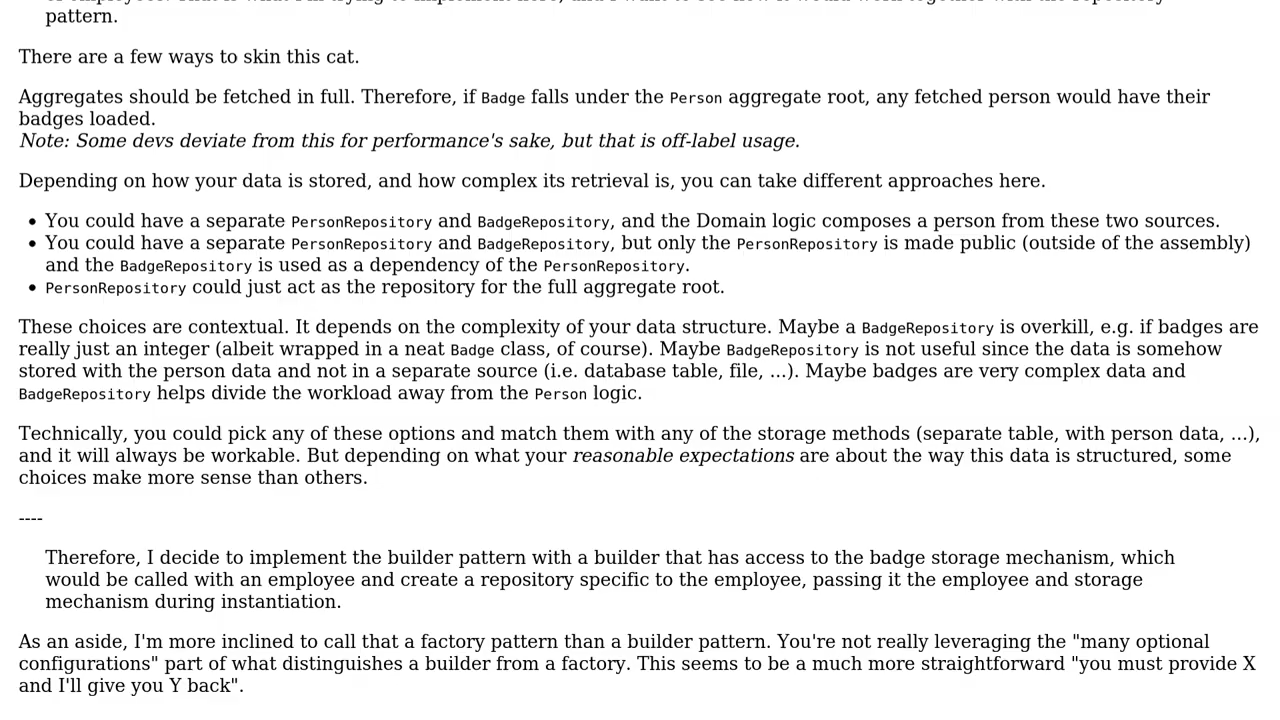 pattern.
There are a few ways to skin this cat.
Aggregates should be fetched in full. Therefore, if Badge falls under the Person aggregate root, any fetched person would have their
badges loaded.
Note: Some devs deviate from this for performance's sake, but that is off-label usage.
Depending on how your data is stored, and how complex its retrieval is, you can take different approaches here.
• You could have a separate PersonRepository and BadgeRepository, and the Domain logic composes a person from these two sources.
• You could have a separate PersonRepository and BadgeRepository, but only the PersonRepository is made public (outside of the assembly)
and the BadgeRepository is used as a dependency of the PersonRepository.
• PersonRepository could just act as the repository for the full aggregate root.
These choices are contextual. It depends on the complexity of your data structure. Maybe a BadgeRepository is overkill, e.g. if badges are
really just an integer (albeit wrapped in a neat Badge class, of course). Maybe BadgeRepository is not useful since the data is somehow
stored with the person data and not in a separate source (i.e. database table, file, ...). Maybe badges are very complex data and
BadgeRepository helps divide the workload away from the Person logic.
Technically, you could pick any of these options and match them with any of the storage methods (separate table, with person data, ...),
and it will always be workable. But depending on what your reasonable expectations are about the way this data is structured, some
choices make more sense than others.
----
Therefore, I decide to implement the builder pattern with a builder that has access to the badge storage mechanism, which
would be called with an employee and create a repository specific to the employee, passing it the employee and storage
mechanism during instantiation.
As an aside, I'm more inclined to call that a factory pattern than a builder pattern. You're not really leveraging the "many optional
configurations" part of what distinguishes a builder from a factory. This seems to be a much more straightforward "you must provide X
and I'll give you Y back".